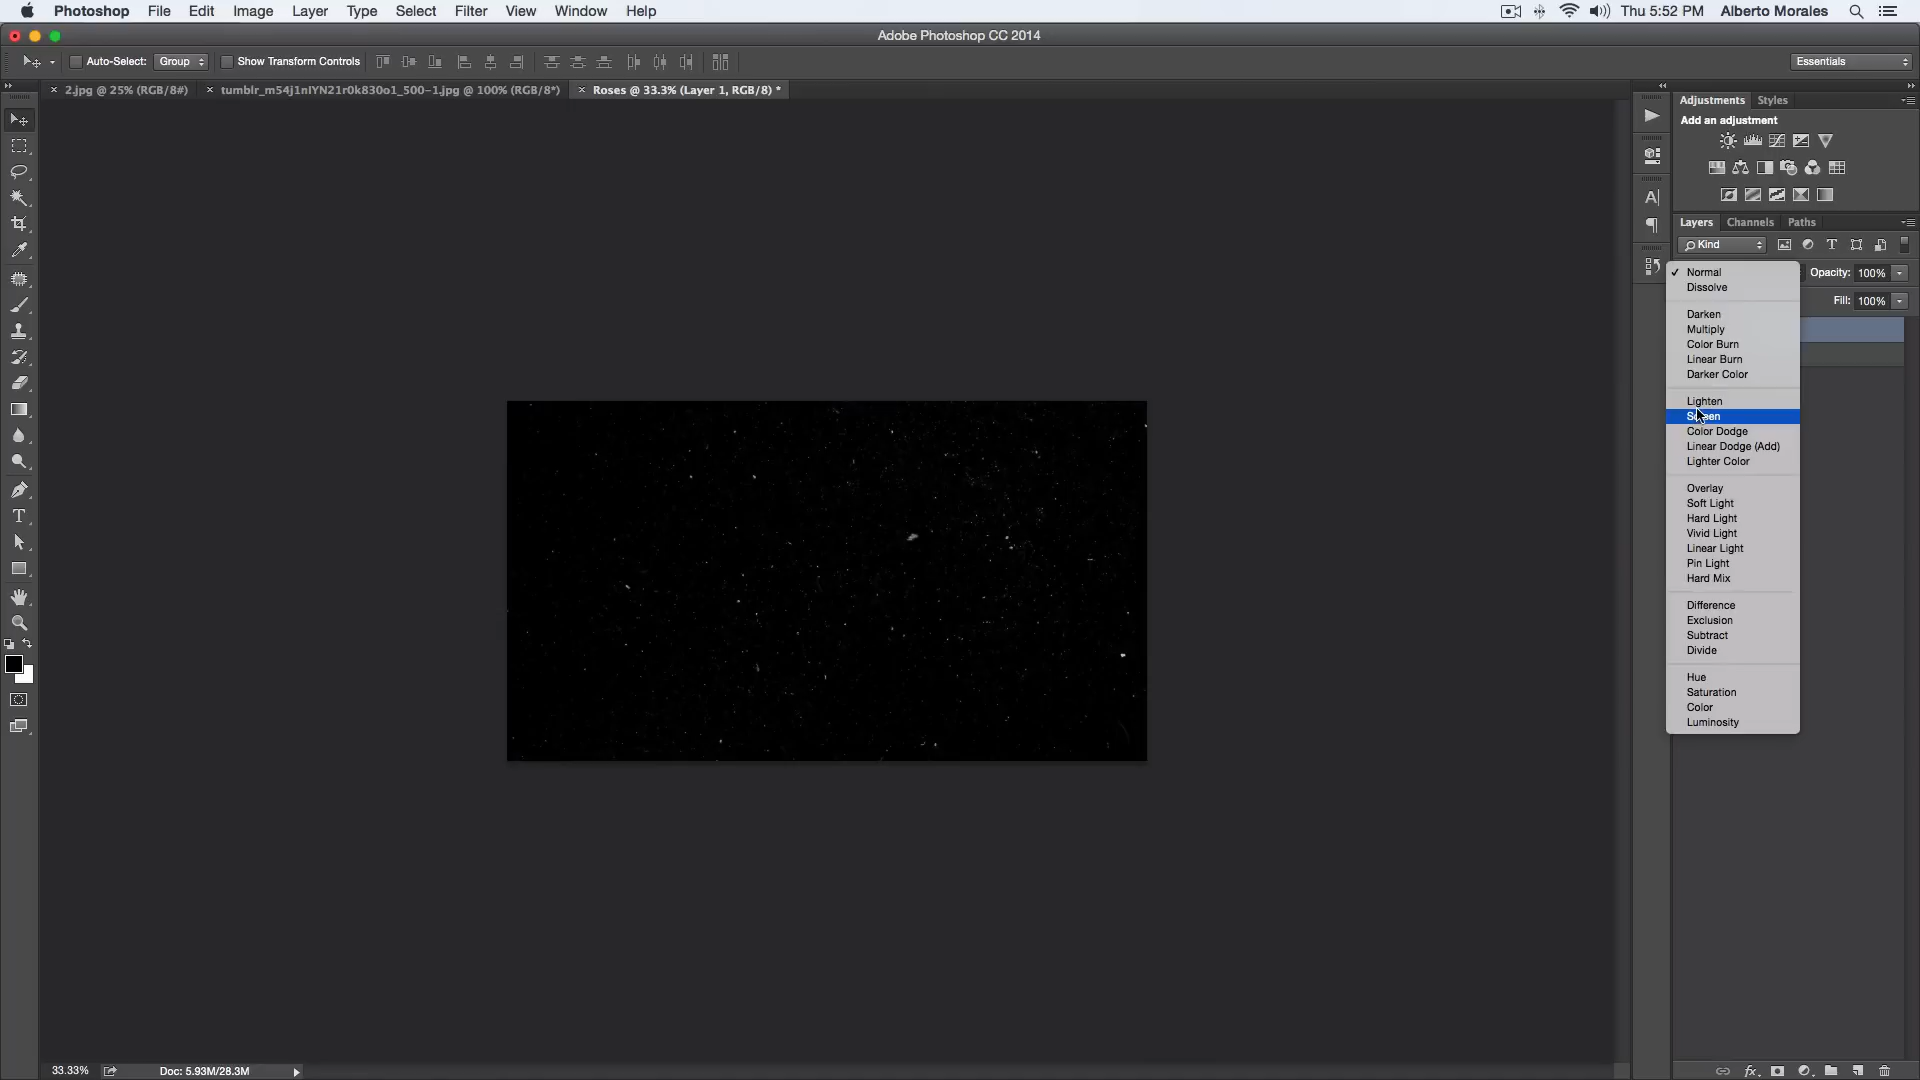 Photoshop File Edit Image Layer Type Select Filter View Window Help Thu 5:52 PM Alberto Morales
Adobe Photoshop CC 2014
Auto-Select: Group Show Transform Controls Essentials
2.jpg @ 25% (RGB/8#) tumblr_m54j1nIYN21r0k830o1_500-1.jpg @ 100% (RGB/8*) Roses @ 33.3% (Layer 1, RGB/8) *
Adjustments Styles
Add an adjustment
Layers Channels Paths
Kind
Normal Opacity: 100%
Dissolve
Fill: 100%
Darken
Multiply
Color Burn
Linear Burn
Darker Color
Lighten
Screen
Color Dodge
Linear Dodge (Add)
Lighter Color
Overlay
Soft Light
Hard Light
Vivid Light
Linear Light
Pin Light
Hard Mix
Difference
Exclusion
Subtract
Divide
Hue
Saturation
Color
Luminosity
33.33% Doc: 5.93M/28.3M